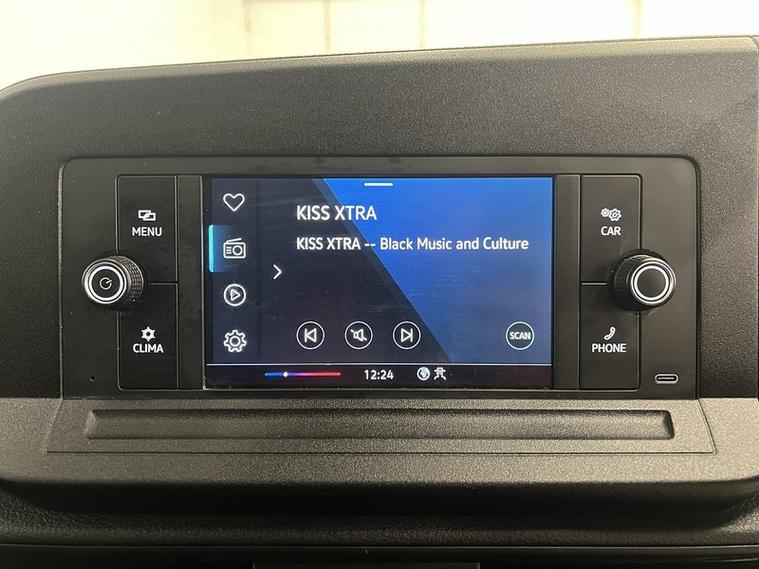 MENU
CLIMA
KISS XTRA
KISS XTRA -- Black Music and Culture
SCAN
12:24
CAR
PHONE